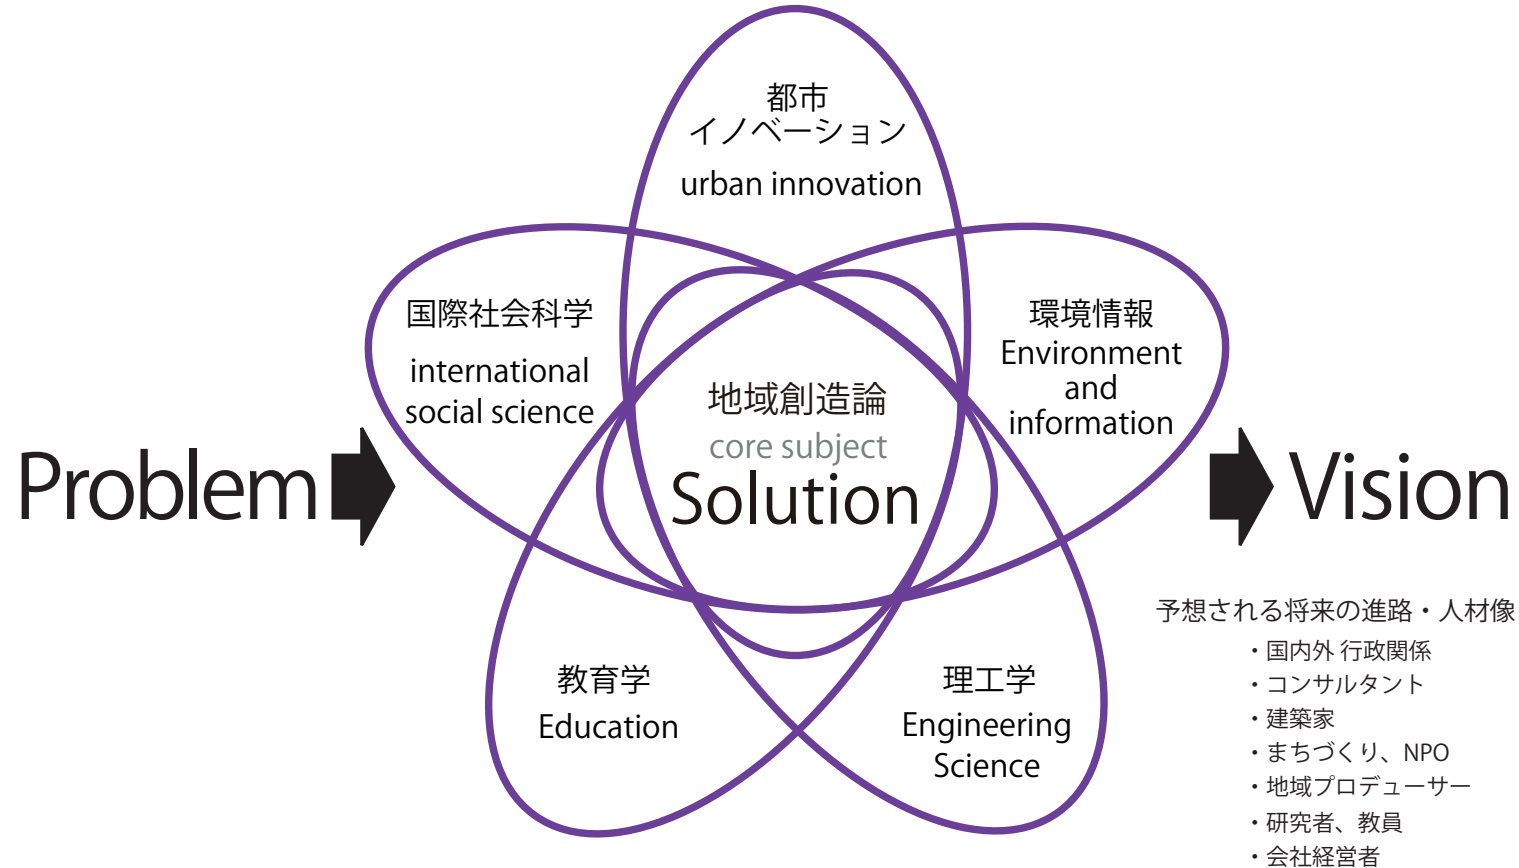 都市
イノベーション
urban innovation
国際社会科学
international
social science
環境情報
Environment
and
information
地域創造論
core subject
Solution
Problem
Vision
教育学
Education
理工学
Engineering
Science
予想される将来の進路・人材像
・国内外 行政関係
・コンサルタント
・建築家
・まちづくり、NPO
・地域プロデューサー
・研究者、教員
・会社経営者